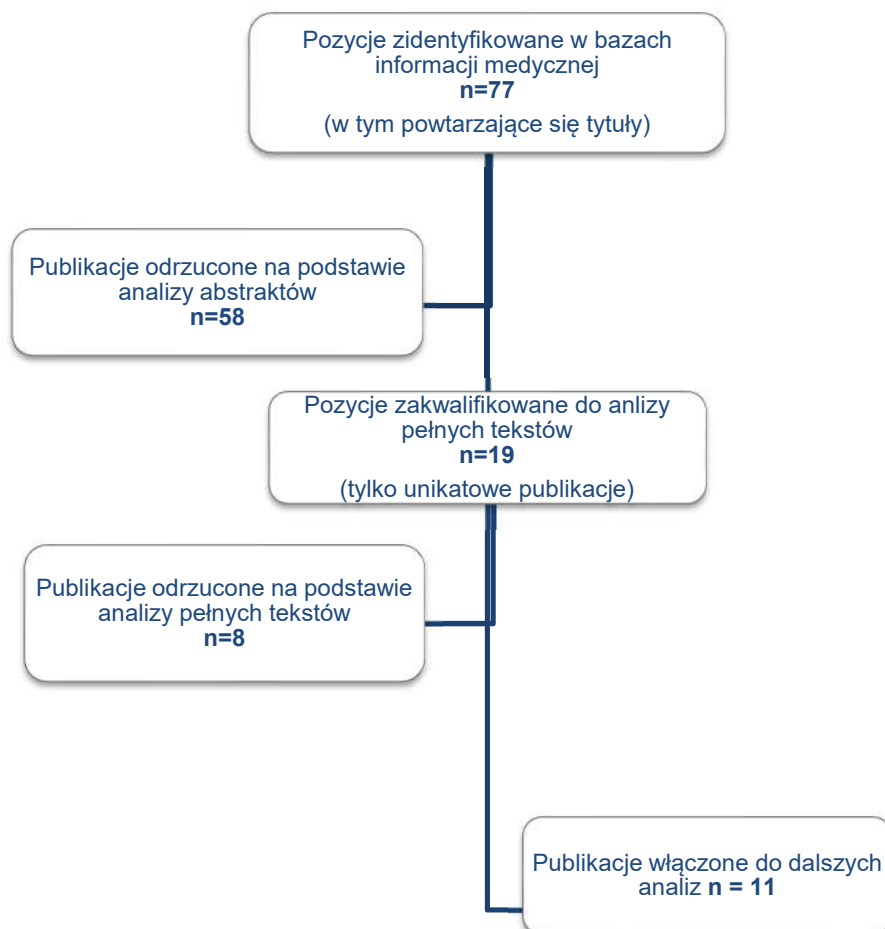 Pozycje zidentyfikowane w bazach
informacji medycznej
n=77
(w tym powtarzające się tytuły)
Publikacje odrzucone na podstawie
analizy abstraktów
n=58
Pozycje zakwalifikowane do anlizy
pełnych tekstów
n=19
(tylko unikatowe publikacje)
Publikacje odrzucone na podstawie
analizy pełnych tekstów
n=8
Publikacje włączone do dalszych
analiz n = 11